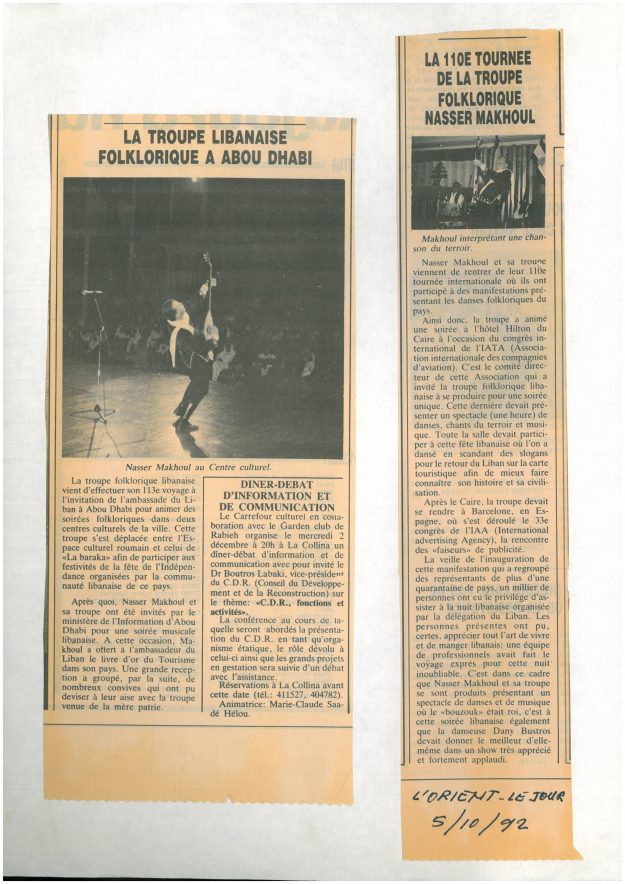 LA TROUPE LIBANAISE
FOLKLORIQUE A ABOU DHABI
Nasser Makhoul au Centre culturel.
La troupe folklorique libanaise
vient d'effectuer son 113e voyage à
l'invitation de l'ambassade du Li-
ban à Abou Dhabi pour animer des
soirées folkloriques dans deux
centres culturels de la ville. Cette
troupe s'est déplacée entre l'Es-
pace culturel roumain et celui de
«La baraka» afin de participer aux
festivités de la fête de l'Indépen-
dance organisées par la commu-
nauté libanaise de ce pays.
Après quoi, Nasser Makhoul et
sa troupe ont été invités par le
ministère de l'Information d'Abou
Dhabi pour une soirée musicale
libanaise. A cette occasion, Ma-
khoul a offert à l'ambassadeur du
Liban le livre d'or du Tourisme
dans son pays. Une grande recep-
tion a groupé, par la suite, de
nombreux convives qui ont pu
deviser à leur aise avec la troupe
venue de la mère patrie.
DINER-DEBAT
D'INFORMATION ET
DE COMMUNICATION
Le Carrefour culturel en collа-
boration avec le Garden club de
Rabieh organise le mercredi 2
décembre à 20h à La Collina un
dîner-débat d'information et de
communication avec pour invité le
Dr Boutros Labaki, vice-président
du C.D.R. (Conseil du Développe-
ment et de la Reconstruction) sur
le thème: «C.D.R., fonctions et
activités».
La conférence au cours de la-
quelle seront abordés la présenta-
tion du C.D.R. en tant qu'orga-
nisme étatique, le rôle dévolu à
celui-ci ainsi que les grands projets
en gestation sera suivie d'un débat
avec l'assistance.
Réservations à La Collina avant
cette date (tél.: 411527, 404782).
Animatrice: Marie-Claude Saa-
dé Hélou.
LA 110E TOURNEE
DE LA TROUPE
FOLKLORIQUE
NASSER MAKHOUL
Makhoul interprétant une chan-
son du terroir.
Nasser Makhoul et sa troupe
viennent de rentrer de leur 110e
tournée internationale où ils ont
participé à des manifestations pré-
sentant les danses folkloriques du
pays.
Ainsi donc, la troupe a animé
une soirée à l'hôtel Hilton du
Caire à l'occasion du congrès in-
ternational de l'IATA (Associa-
tion internationale des compagnies
d'aviation). C'est le comité direc-
teur de cette Association qui a
invité la troupe folklorique liba-
naise à se produire pour une soirée
unique. Cette dernière devait pré-
senter un spectacle (une heure) de
danses, chants du terroir et musi-
que. Toute la salle devait partici-
per à cette fête libanaise où l'on a
dansé en scandant des slogans
pour le retour du Liban sur la carte
touristique afin de mieux faire
connaître son histoire et sa civili-
sation.
Après le Caire, la troupe devait
se rendre à Barcelone, en Es-
pagne, où s'est déroulé le 33e
congrès de l'IAA (International
advertising Agency), la rencontre
des «faiseurs» de publicité.
La veille de l'inauguration de
cette manifestation qui a regroupé
des représentants de plus d'une
quarantaine de pays, un millier de
personnes ont eu le privilège d'as-
sister à la nuit libanaise organisée
par la délégation du Liban. Les
personnes présentes ont pu,
certes, apprécier tout l'art de vivre
et de manger libanais: une équipe
de professionnels avait fait le
voyage exprès pour cette nuit
inoubliable. C'est dans ce cadre
que Nasser Makhoul et sa troupe
se sont produits présentant un
spectacle de danses et de musique
où le «bouzouk» était roi, c'est à
cette soirée libanaise également
que la danseuse Dany Bustros
devait donner le meilleur d'elle-
même dans un show très apprécié
et fortement applaudi.
L'ORIENT-LE JOUR
5/10/92